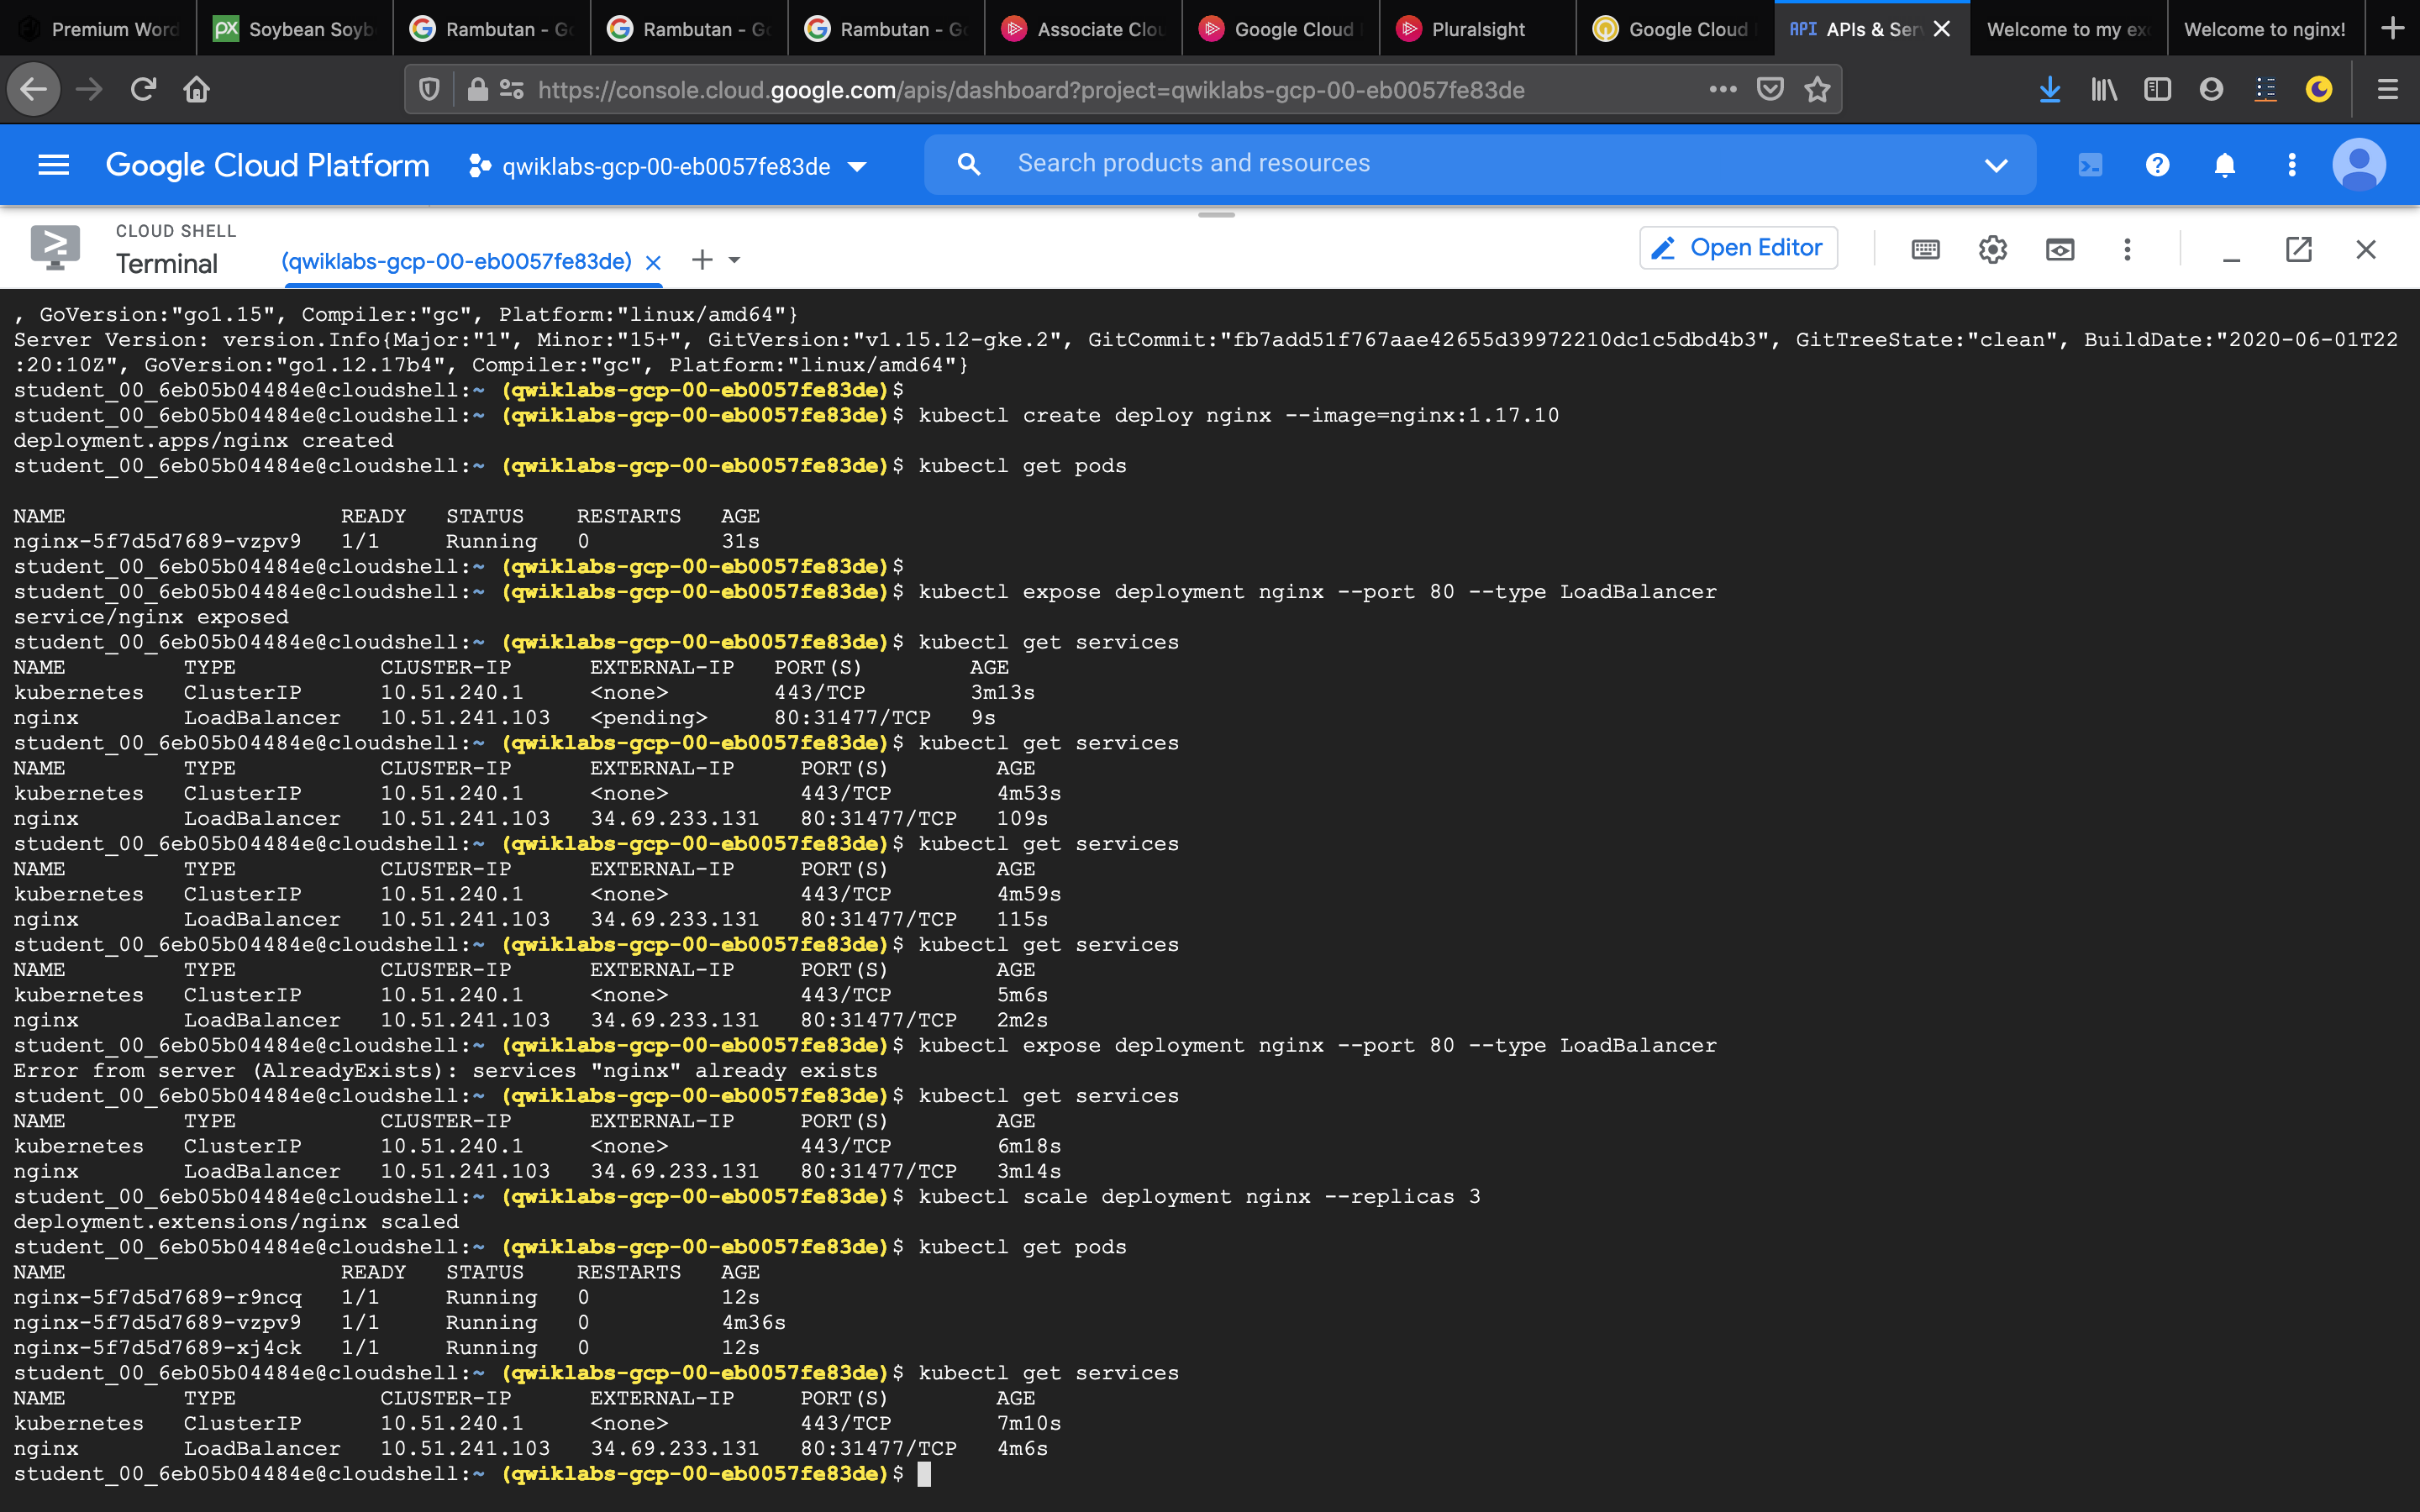 Premium Word
Soybean Soyb
Rambutan - Go
Rambutan - Go
Rambutan - Go
Associate Clou
Google Cloud
Pluralsight
Google Cloud
API APIs & Serv
Welcome to my ex
Welcome to nginx!
https://console.cloud.google.com/apis/dashboard?project=qwiklabs-gcp-00-eb0057fe83de
Google Cloud Platform
qwiklabs-gcp-00-eb0057fe83de
Search products and resources
CLOUD SHELL
Terminal
(qwiklabs-gcp-00-eb0057fe83de)
Open Editor
, GoVersion:"go1.15", Compiler:"gc", Platform:"linux/amd64"}
Server Version: version.Info{Major:"1", Minor:"15+", GitVersion:"v1.15.12-gke.2", GitCommit:"fb7add51f767aae42655d39972210dc1c5dbd4b3", GitTreeState:"clean", BuildDate:"2020-06-01T22
:20:10Z", GoVersion:"go1.12.17b4", Compiler:"gc", Platform:"linux/amd64"}
student_00_6eb05b04484e@cloudshell:~ (qwiklabs-gcp-00-eb0057fe83de)$
student_00_6eb05b04484e@cloudshell:~ (qwiklabs-gcp-00-eb0057fe83de)$ kubectl create deploy nginx --image=nginx:1.17.10
deployment.apps/nginx created
student_00_6eb05b04484e@cloudshell:~ (qwiklabs-gcp-00-eb0057fe83de)$ kubectl get pods
NAME READY STATUS RESTARTS AGE
nginx-5f7d5d7689-vzpv9 1/1 Running 0 31s
student_00_6eb05b04484e@cloudshell:~ (qwiklabs-gcp-00-eb0057fe83de)$
student_00_6eb05b04484e@cloudshell:~ (qwiklabs-gcp-00-eb0057fe83de)$ kubectl expose deployment nginx --port 80 --type LoadBalancer
service/nginx exposed
student_00_6eb05b04484e@cloudshell:~ (qwiklabs-gcp-00-eb0057fe83de)$ kubectl get services
NAME TYPE CLUSTER-IP EXTERNAL-IP PORT(S) AGE
kubernetes ClusterIP 10.51.240.1 <none> 443/TCP 3m13s
nginx LoadBalancer 10.51.241.103 <pending> 80:31477/TCP 9s
student_00_6eb05b04484e@cloudshell:~ (qwiklabs-gcp-00-eb0057fe83de)$ kubectl get services
NAME TYPE CLUSTER-IP EXTERNAL-IP PORT(S) AGE
kubernetes ClusterIP 10.51.240.1 <none> 443/TCP 4m53s
nginx LoadBalancer 10.51.241.103 34.69.233.131 80:31477/TCP 109s
student_00_6eb05b04484e@cloudshell:~ (qwiklabs-gcp-00-eb0057fe83de)$ kubectl get services
NAME TYPE CLUSTER-IP EXTERNAL-IP PORT(S) AGE
kubernetes ClusterIP 10.51.240.1 <none> 443/TCP 4m59s
nginx LoadBalancer 10.51.241.103 34.69.233.131 80:31477/TCP 115s
student_00_6eb05b04484e@cloudshell:~ (qwiklabs-gcp-00-eb0057fe83de)$ kubectl get services
NAME TYPE CLUSTER-IP EXTERNAL-IP PORT(S) AGE
kubernetes ClusterIP 10.51.240.1 <none> 443/TCP 5m6s
nginx LoadBalancer 10.51.241.103 34.69.233.131 80:31477/TCP 2m2s
student_00_6eb05b04484e@cloudshell:~ (qwiklabs-gcp-00-eb0057fe83de)$ kubectl expose deployment nginx --port 80 --type LoadBalancer
Error from server (AlreadyExists): services "nginx" already exists
student_00_6eb05b04484e@cloudshell:~ (qwiklabs-gcp-00-eb0057fe83de)$ kubectl get services
NAME TYPE CLUSTER-IP EXTERNAL-IP PORT(S) AGE
kubernetes ClusterIP 10.51.240.1 <none> 443/TCP 6m18s
nginx LoadBalancer 10.51.241.103 34.69.233.131 80:31477/TCP 3m14s
student_00_6eb05b04484e@cloudshell:~ (qwiklabs-gcp-00-eb0057fe83de)$ kubectl scale deployment nginx --replicas 3
deployment.extensions/nginx scaled
student_00_6eb05b04484e@cloudshell:~ (qwiklabs-gcp-00-eb0057fe83de)$ kubectl get pods
NAME READY STATUS RESTARTS AGE
nginx-5f7d5d7689-r9ncq 1/1 Running 0 12s
nginx-5f7d5d7689-vzpv9 1/1 Running 0 4m36s
nginx-5f7d5d7689-xj4ck 1/1 Running 0 12s
student_00_6eb05b04484e@cloudshell:~ (qwiklabs-gcp-00-eb0057fe83de)$ kubectl get services
NAME TYPE CLUSTER-IP EXTERNAL-IP PORT(S) AGE
kubernetes ClusterIP 10.51.240.1 <none> 443/TCP 7m10s
nginx LoadBalancer 10.51.241.103 34.69.233.131 80:31477/TCP 4m6s
student_00_6eb05b04484e@cloudshell:~ (qwiklabs-gcp-00-eb0057fe83de)$